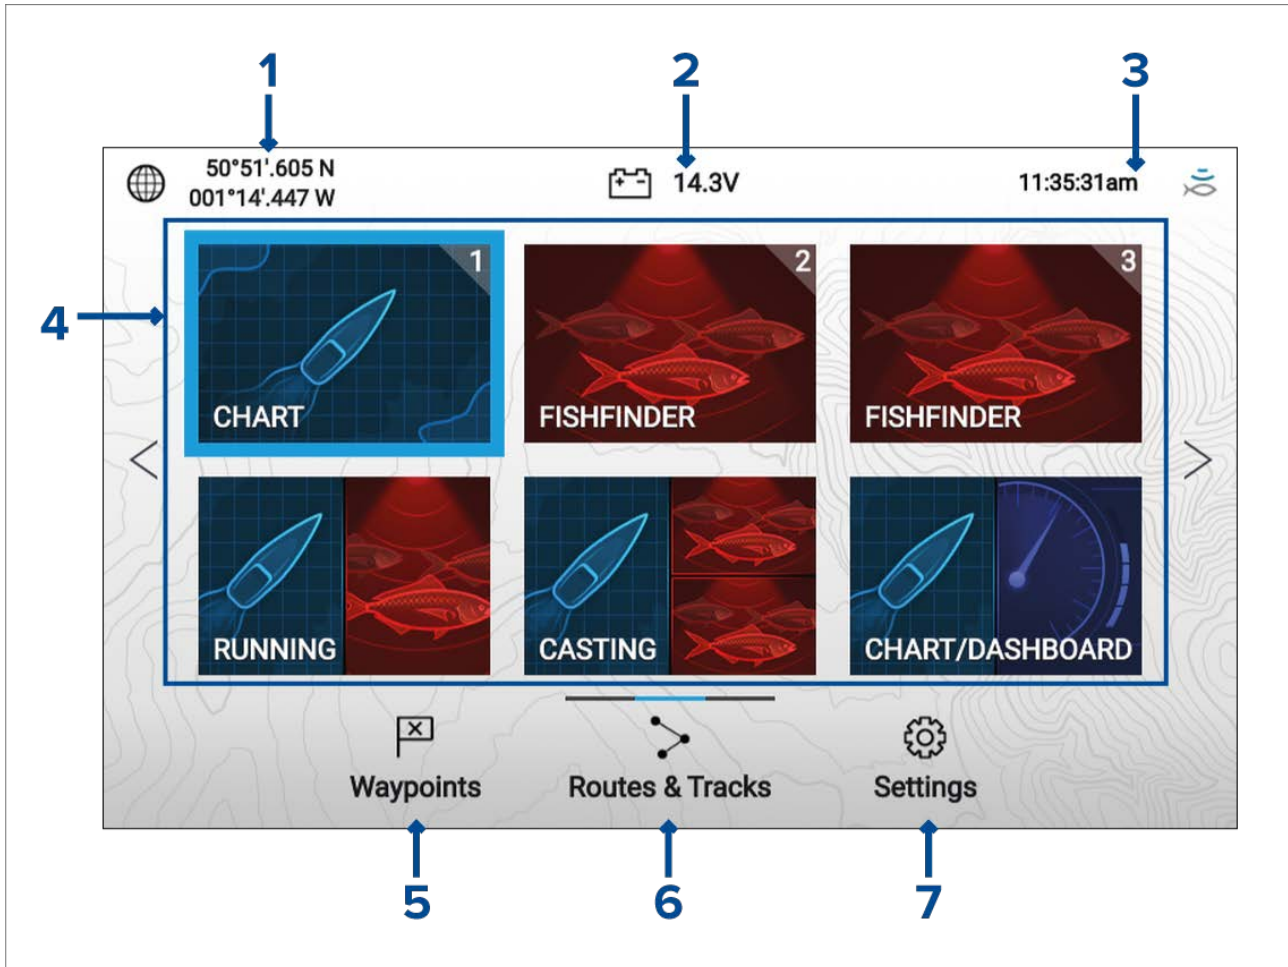 1
2
3
50°51'.605 N
001°14'.447 W
14.3V
11:35:31am
4
1
CHART
2
FISHFINDER
3
FISHFINDER
RUNNING
CASTING
CHART/DASHBOARD
Waypoints
Routes & Tracks
Settings
5
6
7